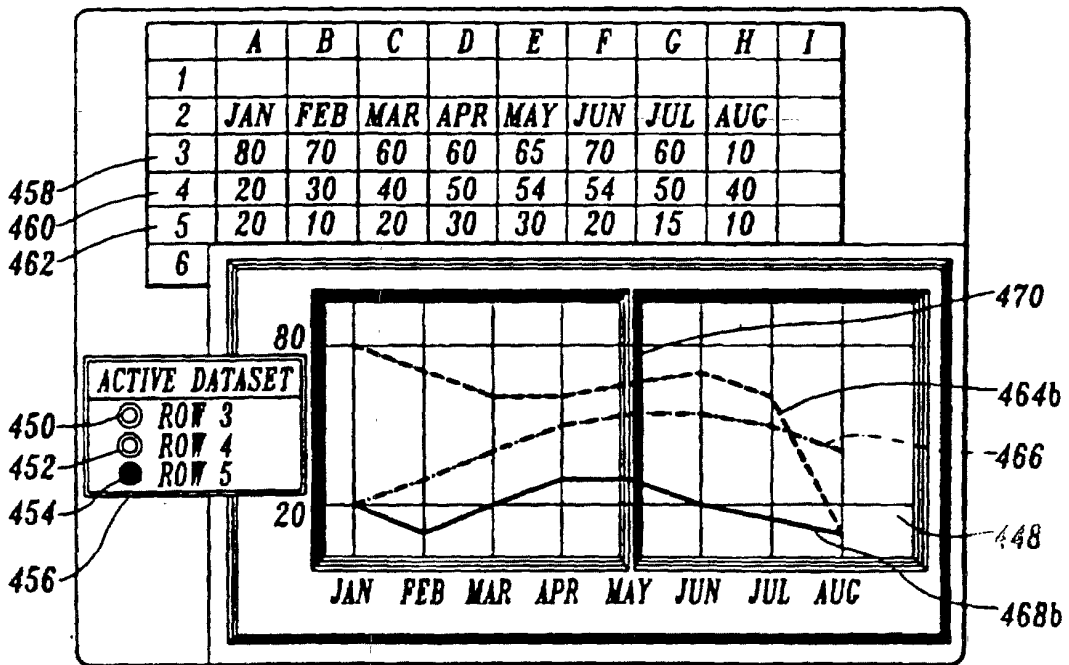 A B C D E F G H I
1
2 JAN FEB MAR APR MAY JUN JUL AUG
3 80 70 60 60 65 70 60 10
4 20 30 40 50 54 54 50 40
5 20 10 20 30 30 20 15 10
6
458
460
462
470
80
ACTIVE DATASET
450 ROW 3
452 ROW 4
454 ROW 5
456
464b
466
20
448
JAN FEB MAR APR MAY JUN JUL AUG
468b